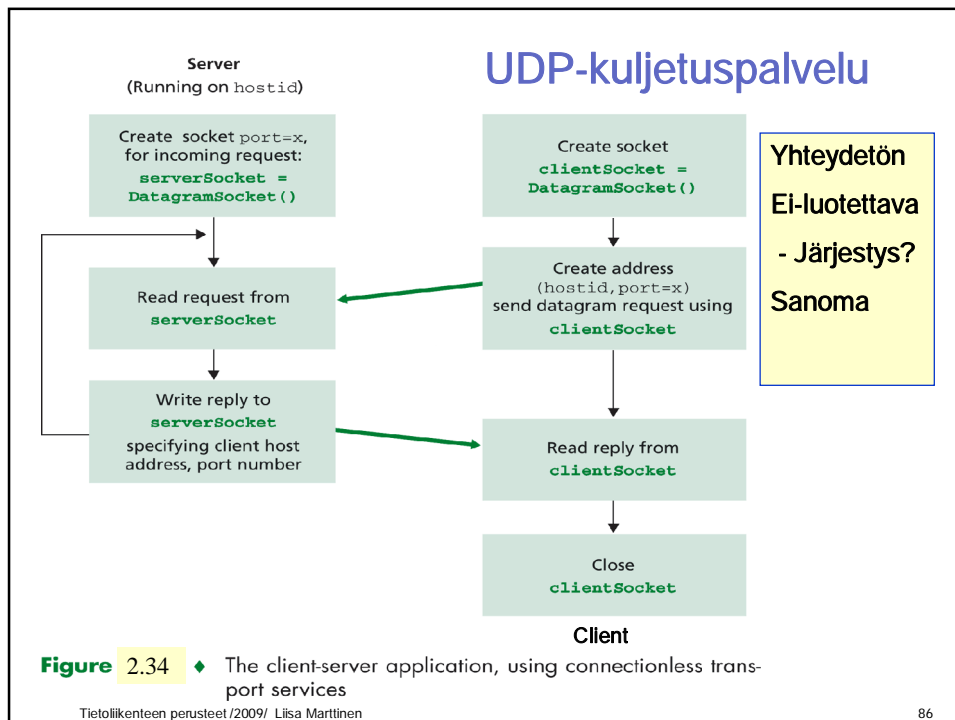 UDP-kuljetuspalvelu
Server
(Running on hostid)
Create socket port=x,
for incoming request:
serverSocket =
DatagramSocket()
Read request from
serverSocket
Write reply to
serverSocket
specifying client host
address, port number
Create socket
clientSocket =
DatagramSocket()
Create address
(hostid,port=x)
send datagram request using
clientSocket
Read reply from
clientSocket
Close
clientSocket
Client
Yhteydetön
Ei-luotettava
- Järjestys?
Sanoma
Figure 2.34 ♦ The client-server application, using connectionless trans-
port services
Tietoliikenteen perusteet /2009/ Liisa Marttinen
86